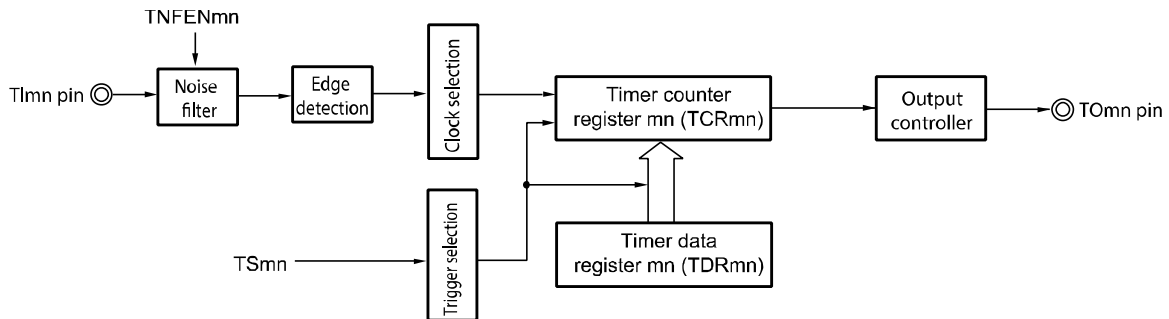 TNFENmn
TImn pin
Noise
filter
Edge
detection
Clock selection
Timer counter
register mn (TCRmn)
Output
controller
TOmn pin
TSmn
Trigger selection
Timer data
register mn (TDRmn)